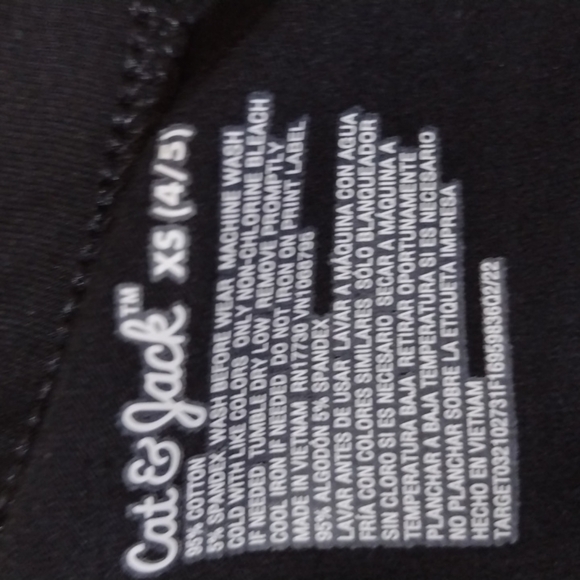 Cat & Jack™ XS (4/5)
95% COTTON
5% SPANDEX WASH BEFORE WEAR MACHINE WASH
COLD WITH LIKE COLORS ONLY NON-CHLORINE BLEACH
IF NEEDED TUMBLE DRY LOW REMOVE PROMPTLY
COOL IRON IF NEEDED DO NOT IRON ON PRINT LABEL
MADE IN VIETNAM RN17730
95% ALGODÓN 5% SPANDEX
LAVAR ANTES DE USAR LAVAR A MÁQUINA CON AGUA
FRÍA CON COLORES SIMILARES SÓLO BLANQUEADOR
SIN CLORO SI ES NECESARIO SECAR A MÁQUINA A
TEMPERATURA BAJA RETIRAR OPORTUNAMENTE
PLANCHAR A BAJA TEMPERATURA SI ES NECESARIO
NO PLANCHAR SOBRE LA ETIQUETA IMPRESA
HECHO EN VIETNAM